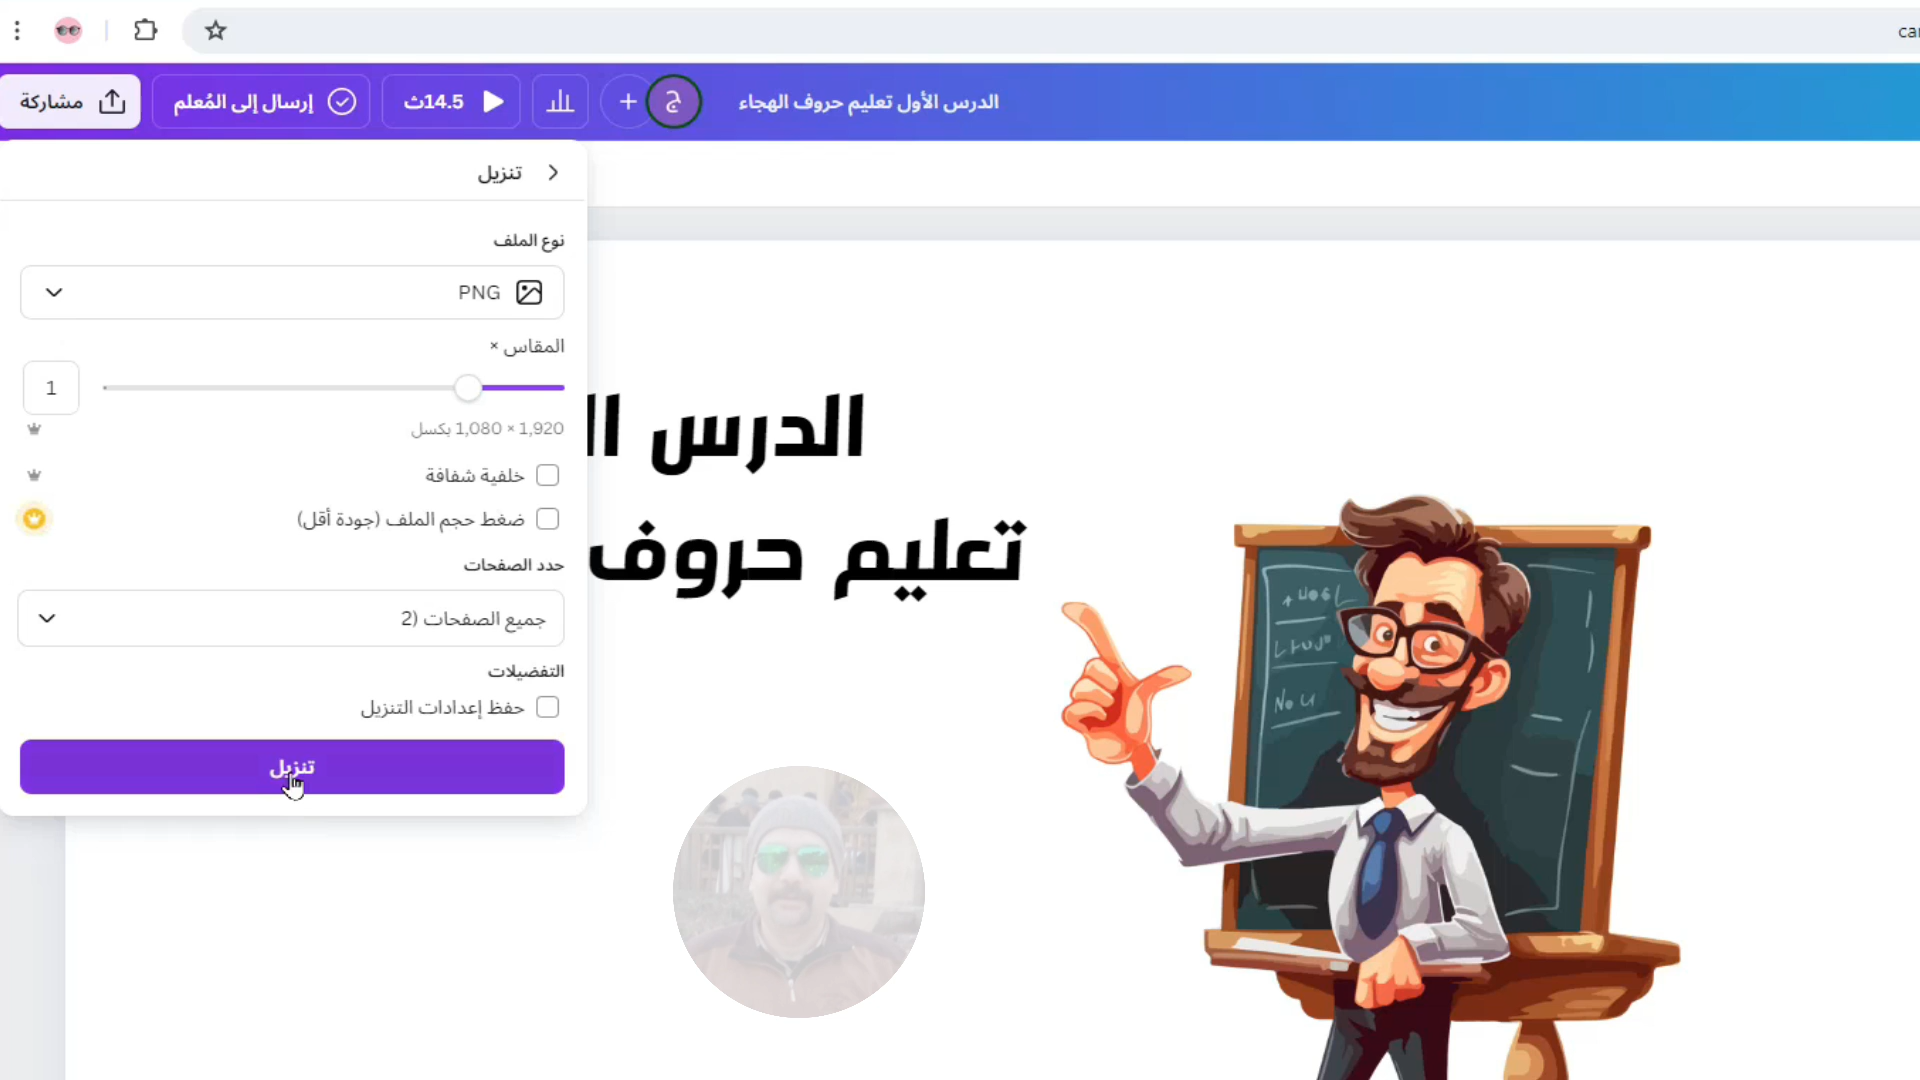 ca
الدرس الأول تعليم حروف الهجاء
ج
+
14.5ث
إرسال إلى المُعلم
مشاركة
تنزيل
نوع الملف
PNG
المقاس ×
1
1,920 × 1,080 بكسل
خلفية شفافة
ضغط حجم الملف (جودة أقل)
حدد الصفحات
جميع الصفحات (2
التفضيلات
حفظ إعدادات التنزيل
تنزيل
الدرس ال
تعليم حروف